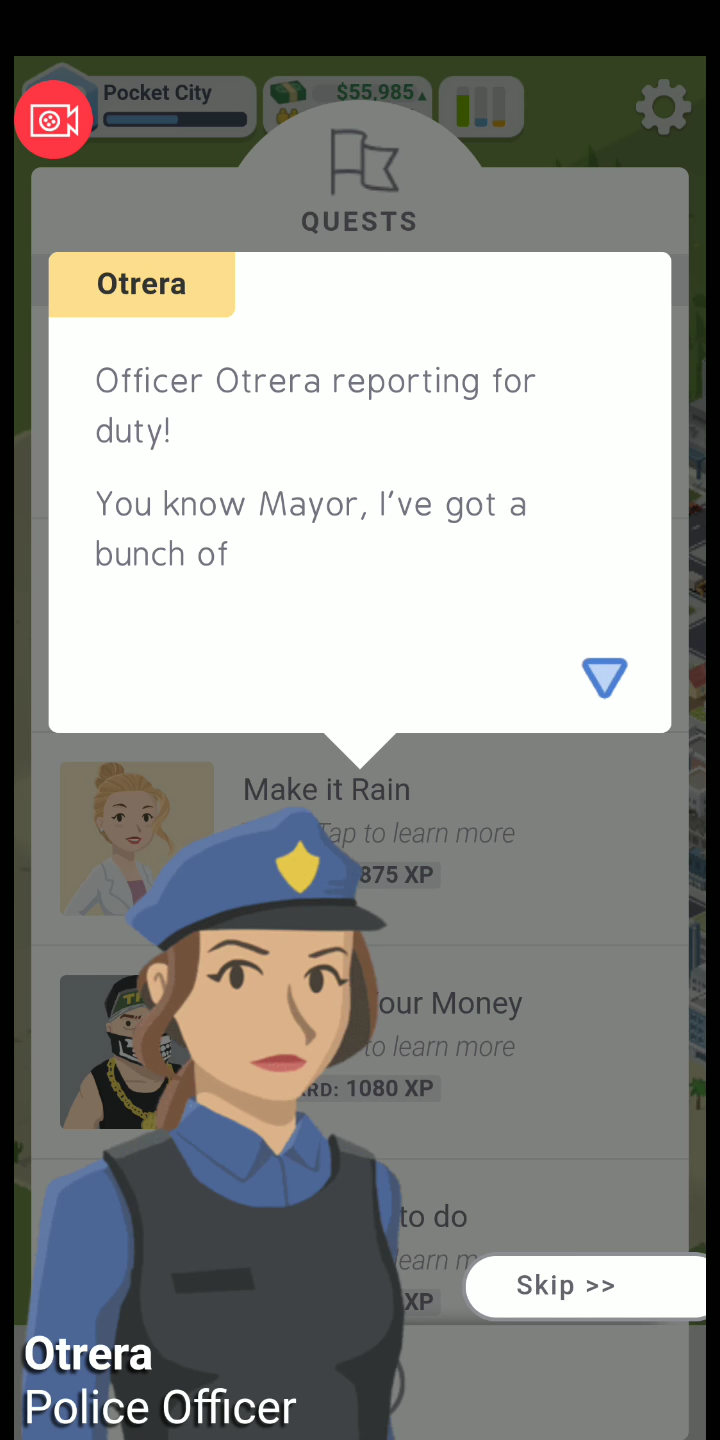 Pocket City
$55,985
QUESTS
Otrera
Officer Otrera reporting for
duty!
You know Mayor, I've got a
bunch of
Make it Rain
Tap to learn more
875 XP
our Money
to learn more
RD: 1080 XP
to do
earn m
XP
Skip >>
Otrera
Police Officer